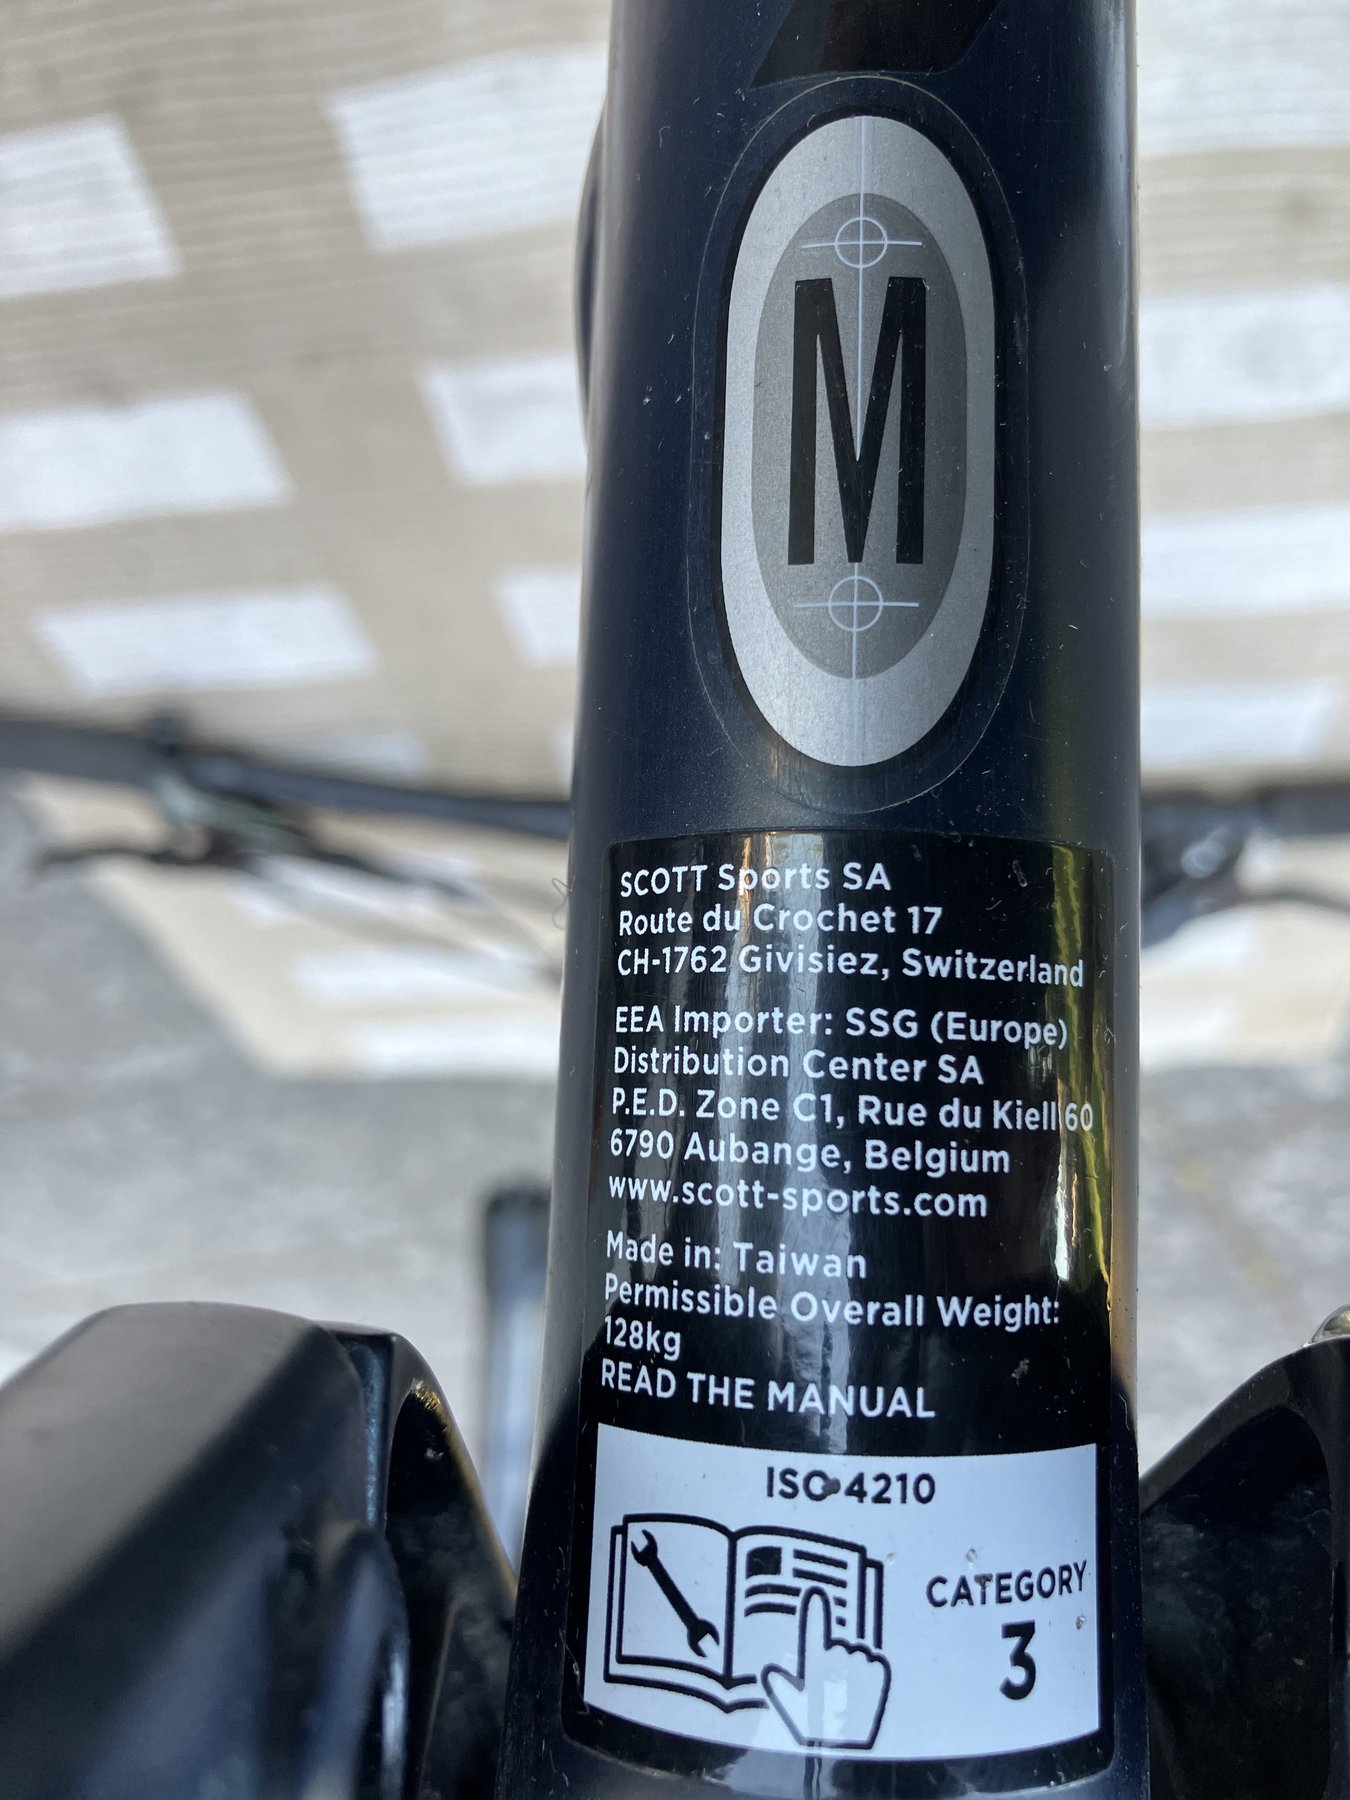 M
SCOTT Sports SA
Route du Crochet 17
CH-1762 Givisiez, Switzerland
EEA Importer: SSG (Europe)
Distribution Center SA
P.E.D. Zone C1, Rue du Kiell 60
6790 Aubange, Belgium
www.scott-sports.com
Made in: Taiwan
Permissible Overall Weight:
128kg
READ THE MANUAL
ISO 4210
CATEGORY
3